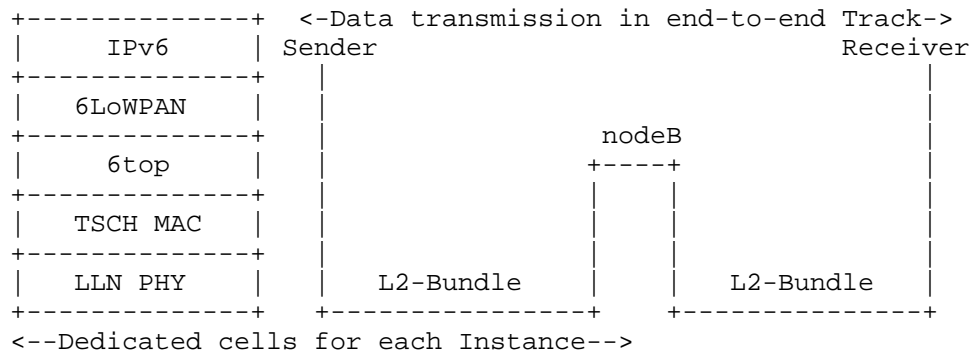 <-Data transmission in end-to-end Track->
IPv6 Sender Receiver
6LoWPAN
nodeB
6top
TSCH MAC
LLN PHY L2-Bundle L2-Bundle
<--Dedicated cells for each Instance-->